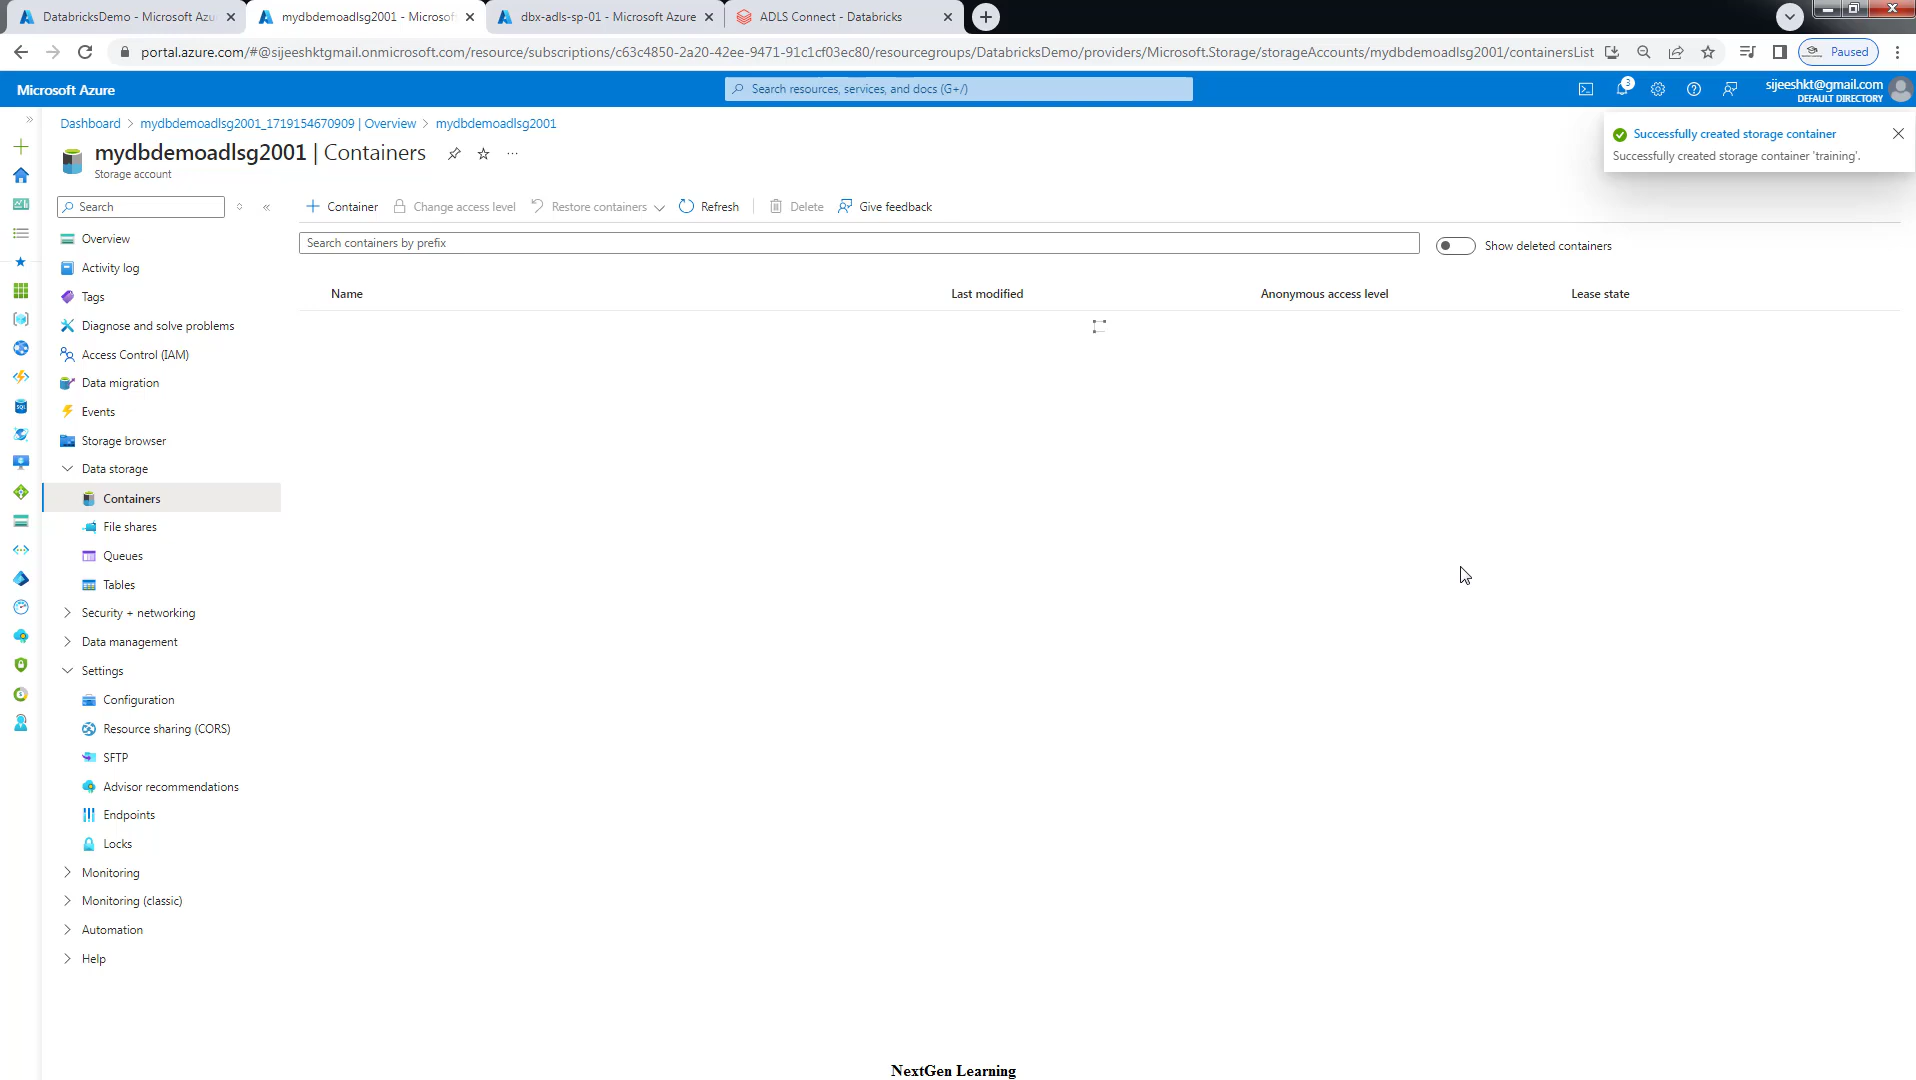 DatabricksDemo - Microsoft Azu
mydbdemoadlsg2001 - Microsof
dbx-adls-sp-01 - Microsoft Azure
ADLS Connect - Databricks
portal.azure.com/#@sijeeshktgmail.onmicrosoft.com/resource/subscriptions/c63c4850-2a20-42ee-9471-91c1cf03ec80/resourcegroups/DatabricksDemo/providers/Microsoft.Storage/storageAccounts/mydbdemoadlsg2001/containersList
Paused
Microsoft Azure
Search resources, services, and docs (G+/)
3
sijeeshkt@gmail.com
DEFAULT DIRECTORY
Dashboard > mydbdemoadlsg2001_1719154670909 | Overview > mydbdemoadlsg2001
mydbdemoadlsg2001 | Containers
Storage account
Successfully created storage container
Successfully created storage container 'training'.
Search
Container
Change access level
Restore containers
Refresh
Delete
Give feedback
Search containers by prefix
Show deleted containers
Name
Last modified
Anonymous access level
Lease state
Overview
Activity log
Tags
Diagnose and solve problems
Access Control (IAM)
Data migration
Events
Storage browser
Data storage
Containers
File shares
Queues
Tables
Security + networking
Data management
Settings
Configuration
Resource sharing (CORS)
SFTP
Advisor recommendations
Endpoints
Locks
Monitoring
Monitoring (classic)
Automation
Help
NextGen Learning